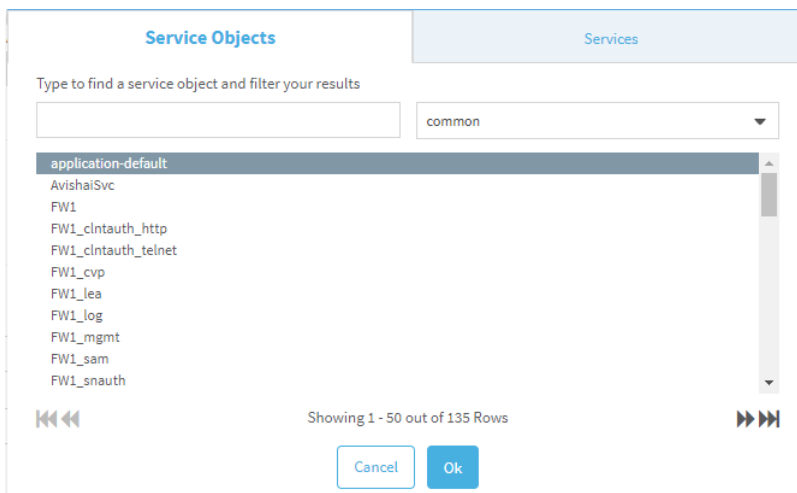 Service Objects
Services
Type to find a service object and filter your results
common
application-default
AvishaiSvc
FW1
FW1_clntauth_http
FW1_clntauth_telnet
FW1_cvp
FW1_lea
FW1_log
FW1_mgmt
FW1_sam
FW1_snauth
Showing 1 - 50 out of 135 Rows
Cancel
Ok